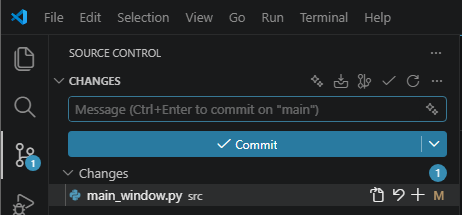 File Edit Selection View Go Run Terminal Help
SOURCE CONTROL
CHANGES
Message (Ctrl+Enter to commit on "main")
Commit
1
Changes 1
main_window.py src M